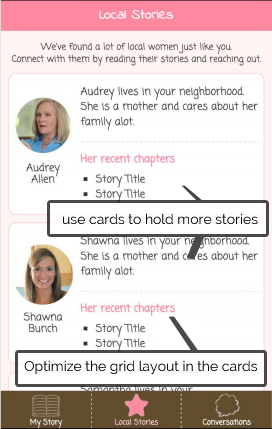 Local Stories
We've found a lot of local women just like you.
Connect with them by reading their stories and reaching out.
Audrey lives in your neighborhood.
She is a mother and cares about her
family alot.
Audrey
Allen
Her recent chapters
Story Title
Story Title
use cards to hold more stories
Shawna lives in your neighborhood.
She is a mother and cares about her
family alot.
Shawna
Bunch
Her recent chapters
Story Title
Story Title
Optimize the grid layout in the cards
Samantha lives in your
My Story
Local Stories
Conversations